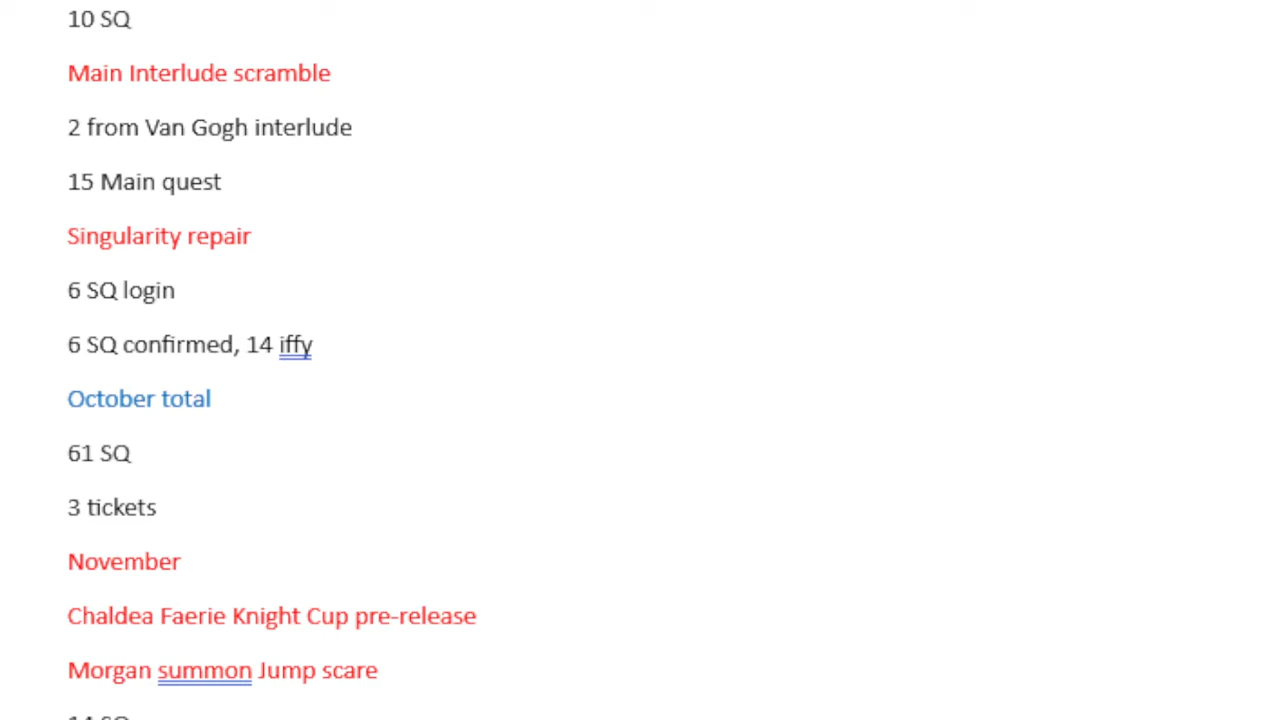 10 SQ
Main Interlude scramble
2 from Van Gogh interlude
15 Main quest
Singularity repair
6 SQ login
6 SQ confirmed, 14 iffy
October total
61 SQ
3 tickets
November
Chaldea Faerie Knight Cup pre-release
Morgan summon Jump scare
14 SQ